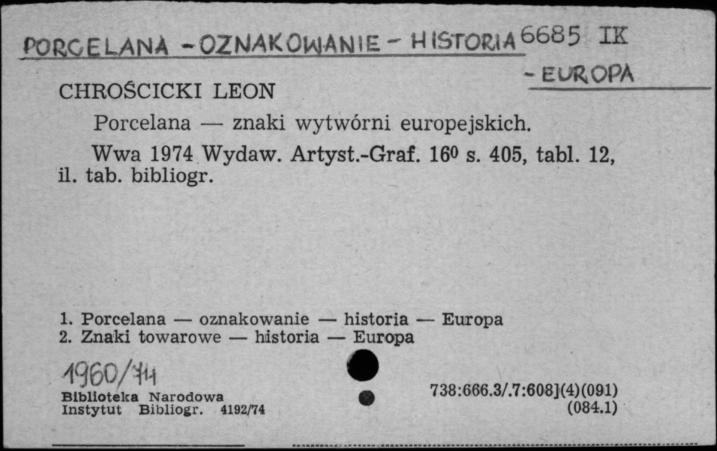 PORCELANA – OZNAKOWANIE – HISTORIA 6685 IK
- EUROPA
CHROŚCICKI LEON
Porcelana — znaki wytwórni europejskich.
Wwa 1974 Wydaw. Artyst.-Graf. 16⁰ s. 405, tabl. 12,
il. tab. bibliogr.
1. Porcelana — oznakowanie — historia — Europa
2. Znaki towarowe — historia — Europa
1960/74
Biblioteka Narodowa
Instytut Bibliogr. 4192/74
738:666.3/.7:608](4)(091)
(084.1)